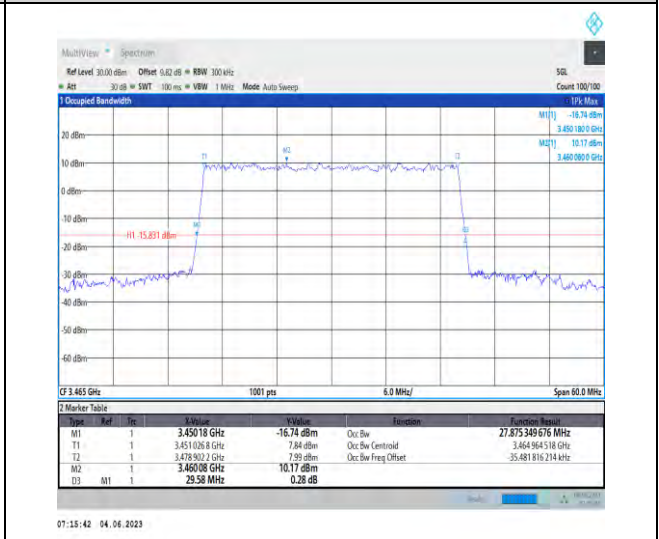 MultiView Spectrum
Ref Level 30.00 dBm Offset 9.82 dB RBW 300 kHz SGL
Att 30 dB SWT 100 ms VBW 1 MHz Mode Auto Sweep Count 100/100
1 Occupied Bandwidth 1Pk Max
M1[1] -16.74 dBm
3.450 180 0 GHz
M2[1] 10.17 dBm
3.460 080 0 GHz
20 dBm
T1 M2 T2
10 dBm
0 dBm
-10 dBm
M1
H1 -15.831 dBm D3
-20 dBm
-30 dBm
-40 dBm
-50 dBm
-60 dBm
CF 3.465 GHz 1001 pts 6.0 MHz/ Span 60.0 MHz
2 Marker Table
Type Ref Trc X-Value Y-Value Function Function Result
M1 1 3.45018 GHz -16.74 dBm Occ Bw 27.875 349 676 MHz
T1 1 3.451 026 8 GHz 7.84 dBm Occ Bw Centroid 3.464 964 518 GHz
T2 1 3.478 902 2 GHz 7.99 dBm Occ Bw Freq Offset -35.481 816 214 kHz
M2 1 3.46008 GHz 10.17 dBm
D3 M1 1 29.58 MHz 0.28 dB
07:15:42 04.06.2023